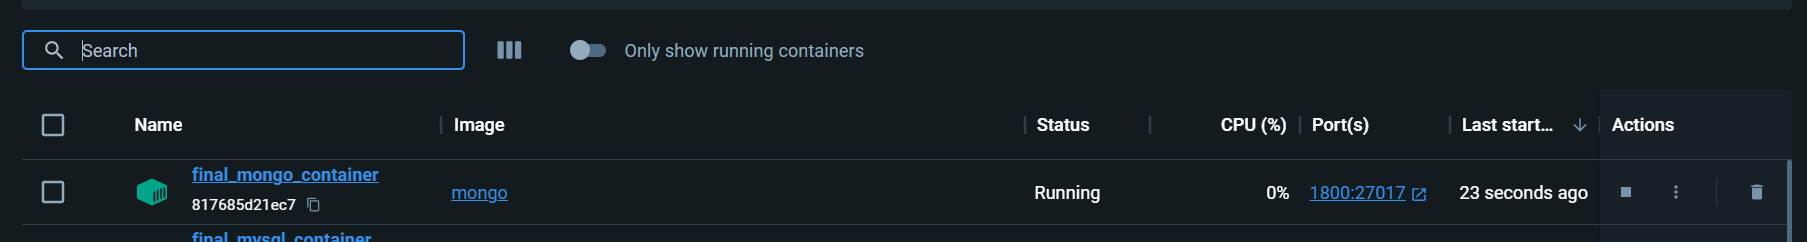 Search
Only show running containers
Name Image Status CPU (%) Port(s) Last start... Actions
final_mongo_container
817685d21ec7 mongo Running 0% 1800:27017 23 seconds ago
final_mysql_container